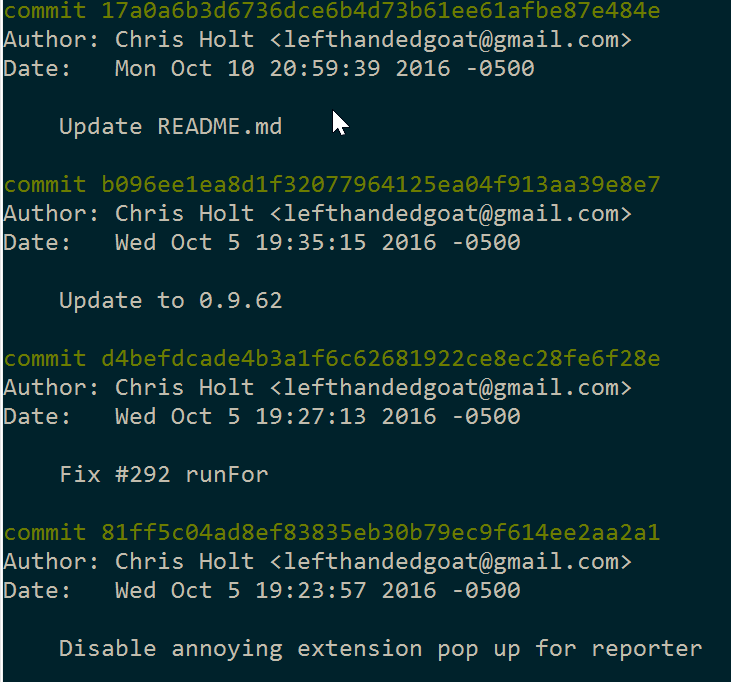 commit 17a0a6b3d6736dce6b4d73b61ee61afbe87e484e
Author: Chris Holt <lefthandedgoat@gmail.com>
Date:   Mon Oct 10 20:59:39 2016 -0500
Update README.md
commit b096ee1ea8d1f32077964125ea04f913aa39e8e7
Author: Chris Holt <lefthandedgoat@gmail.com>
Date:   Wed Oct 5 19:35:15 2016 -0500
Update to 0.9.62
commit d4befdcade4b3a1f6c62681922ce8ec28fe6f28e
Author: Chris Holt <lefthandedgoat@gmail.com>
Date:   Wed Oct 5 19:27:13 2016 -0500
Fix #292 runFor
commit 81ff5c04ad8ef83835eb30b79ec9f614ee2aa2a1
Author: Chris Holt <lefthandedgoat@gmail.com>
Date:   Wed Oct 5 19:23:57 2016 -0500
Disable annoying extension pop up for reporter